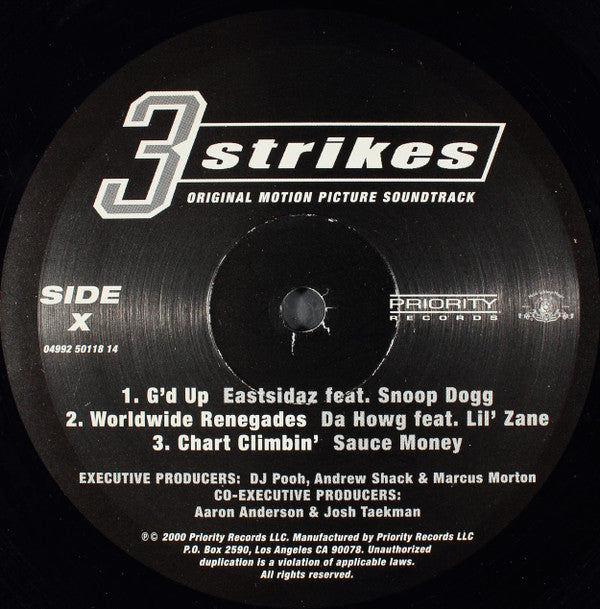 3 strikes
ORIGINAL MOTION PICTURE SOUNDTRACK
SIDE
X
04992 50118 14
PRIORITY
RECORDS
1. G'd Up Eastsidaz feat. Snoop Dogg
2. Worldwide Renegades Da Howg feat. Lil' Zane
3. Chart Climbin' Sauce Money
EXECUTIVE PRODUCERS: DJ Pooh, Andrew Shack & Marcus Morton
CO-EXECUTIVE PRODUCERS:
Aaron Anderson & Josh Taekman
℗© 2000 Priority Records LLC. Manufactured by Priority Records LLC
P.O. Box 2590, Los Angeles CA 90078. Unauthorized
duplication is a violation of applicable laws.
All rights reserved.